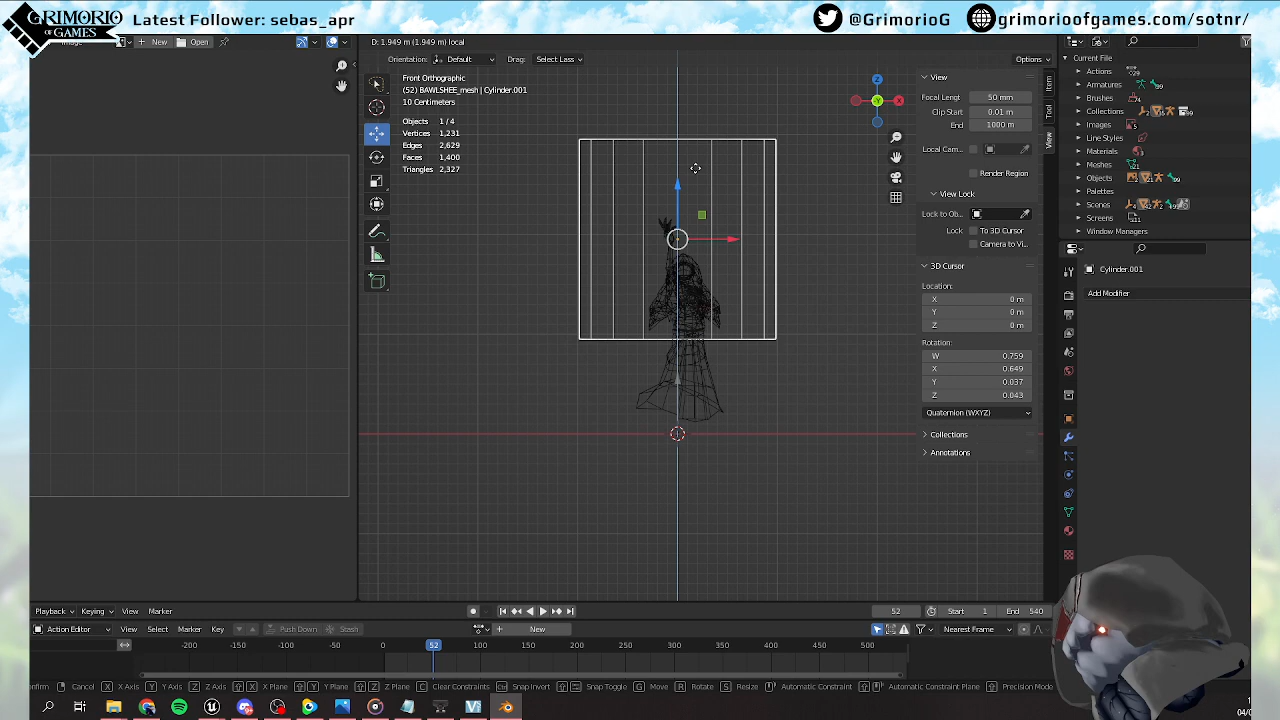 GRIMORIO
OF GAMES
Latest Follower: sebas_apr
@GrimorioG
grimorioofgames.com/sotnr/
New
Open
D: 1.949 m (1.949 m) local
Orientation:
Default
Drag:
Select Lass
Options
Front Orthographic
10 Centimeters
Objects 1 / 4
Vertices 1,231
Edges 2,629
Faces 1,400
Triangles 2,327
X
Y
Z
View
Focal Lengt 50 mm
Clip Start 0.01 m
End 1000 m
Local Cam..
Render Region
View Lock
Lock to Ob..
Lock To 3D Cursor
Camera to Vi...
3D Cursor
Location:
X 0 m
Y 0 m
Z 0 m
Rotation:
W 0.759
X 0.649
Y 0.037
Z 0.043
Quaternion (WXYZ)
Collections
Annotations
Item
Tool
View
Current File
Actions
Armatures
Brushes
Collections
Images
Line Styles
Materials
Meshes
Objects
Palettes
Scenes
Screens
Window Managers
Cylinder.001
Add Modifier
Playback
Keying
View
Marker
52
Start 1
End 540
Action Editor
View
Select
Marker
Key
Push Down
Stash
New
Nearest Frame
-200 -150 -100 -50 0 52 100 150 200 250 300 350 400 450 500
onfirm
Cancel
X X Axis
Y Y Axis
Z Z Axis
X X Plane
Y Y Plane
Z Z Plane
C Clear Constraints
Snap Invert
Snap Toggle
G Move
R Rotate
S Resize
Automatic Constraint
Automatic Constraint Plane
Precision Mode